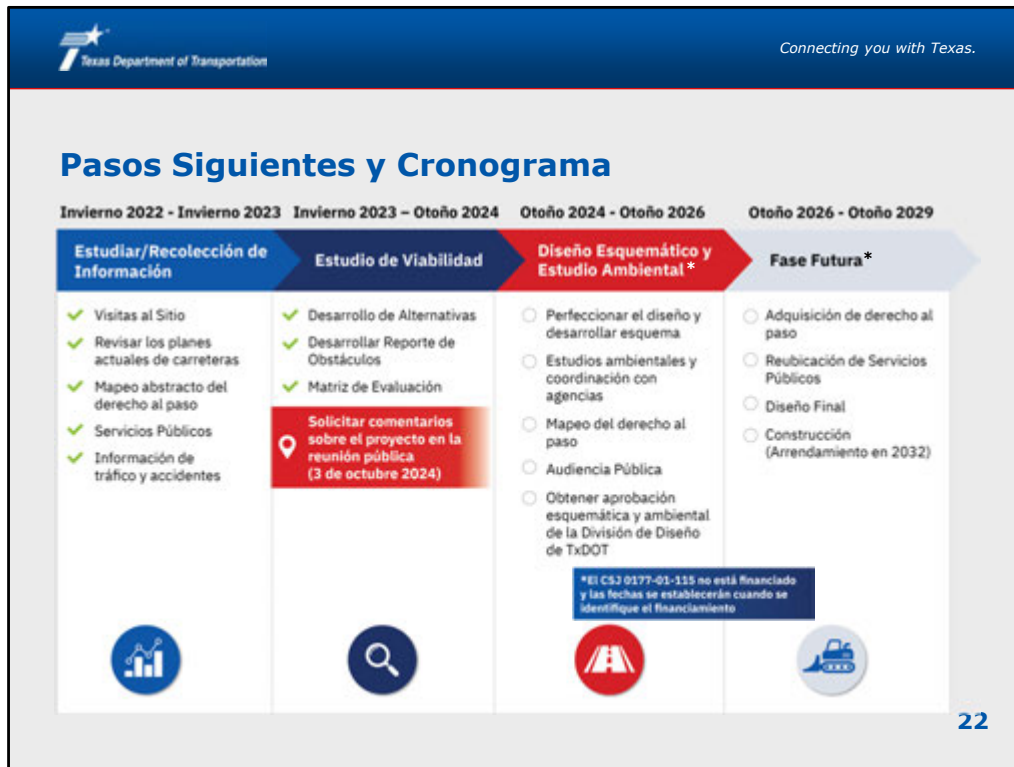 Texas Department of Transportation
Connecting you with Texas.
Pasos Siguientes y Cronograma
Invierno 2022 - Invierno 2023
Estudiar/Recolección de
Información
Visitas al Sitio
Revisar los planes
actuales de carreteras
Mapeo abstracto del
derecho al paso
Servicios Públicos
Información de
tráfico y accidentes
Invierno 2023 – Otoño 2024
Estudio de Viabilidad
Desarrollo de Alternativas
Desarrollar Reporte de
Obstáculos
Matriz de Evaluación
Solicitar comentarios
sobre el proyecto en la
reunión pública
(3 de octubre 2024)
Otoño 2024 - Otoño 2026
Diseño Esquemático y
Estudio Ambiental*
Perfeccionar el diseño y
desarrollar esquema
Estudios ambientales y
coordinación con
agencias
Mapeo del derecho al
paso
Audiencia Pública
Obtener aprobación
esquemática y ambiental
de la División de Diseño
de TxDOT
Otoño 2026 - Otoño 2029
Fase Futura*
Adquisición de derecho al
paso
Reubicación de Servicios
Públicos
Diseño Final
Construcción
(Arrendamiento en 2032)
*El CSJ 0177-01-115 no está financiado
y las fechas se establecerán cuando se
identifique el financiamiento
22